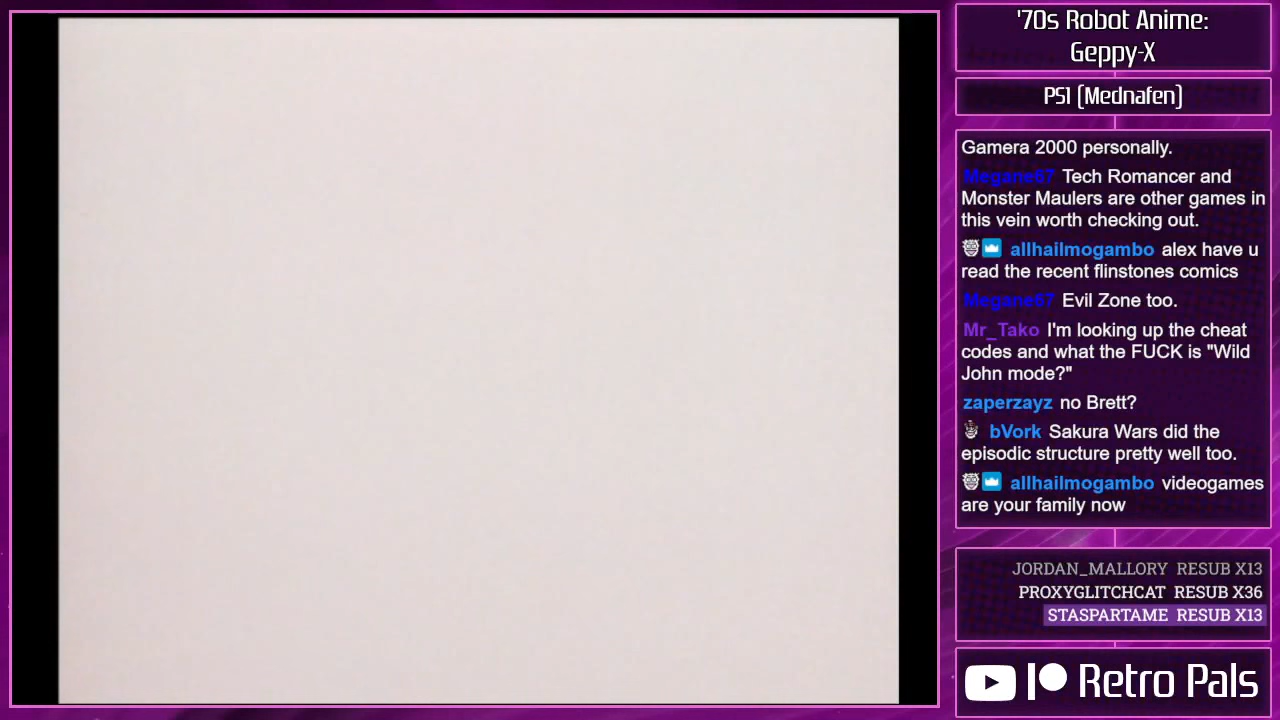 '70s Robot Anime:
Geppy-X
PS1 (Mednafen)
Gamera 2000 personally.
Megane67 Tech Romancer and
Monster Maulers are other games in
this vein worth checking out.
allhailmogambo alex have u
read the recent flinstones comics
Megane67 Evil Zone too.
Mr_Tako I'm looking up the cheat
codes and what the FUCK is "Wild
John mode?"
zaperzayz no Brett?
bVork Sakura Wars did the
episodic structure pretty well too.
allhailmogambo videogames
are your family now
JORDAN_MALLORY RESUB X13
PROXYGLITCHCAT RESUB X36
STASPARTAME RESUB X13
Retro Pals